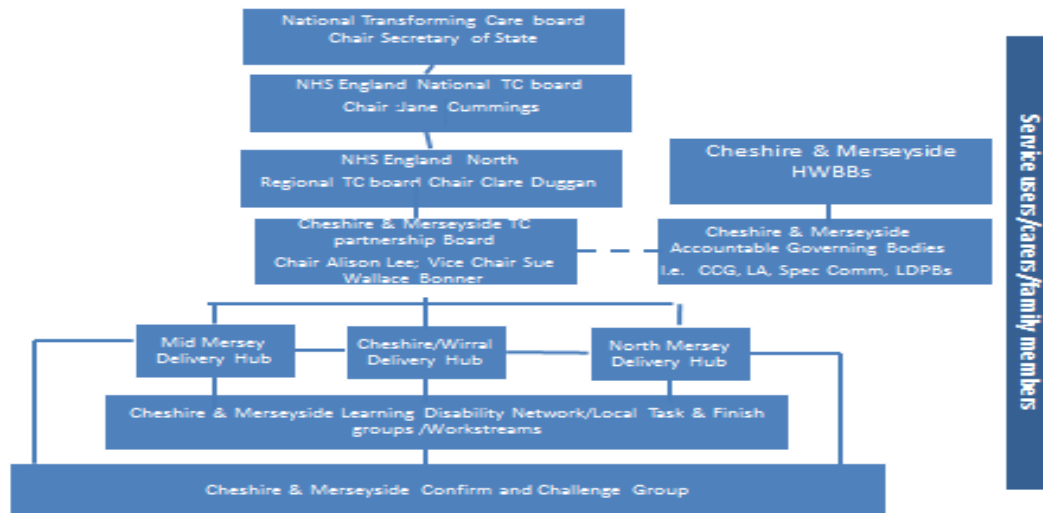 National Transforming Care board
Chair Secretary of State
NHS England National TC board
Chair :Jane Cummings
NHS England North
Regional TC board Chair Clare Duggan
Cheshire & Merseyside
HWBBs
Cheshire & Merseyside TC
partnership Board
Chair Alison Lee; Vice Chair Sue
Wallace Bonner
Cheshire & Merseyside
Accountable Governing Bodies
I.e. CCG, LA, Spec Comm, LDPBs
Mid Mersey
Delivery Hub
Cheshire/Wirral
Delivery Hub
North Mersey
Delivery Hub
Cheshire & Merseyside Learning Disability Network/Local Task & Finish
groups /Workstreams
Cheshire & Merseyside Confirm and Challenge Group
Service users/carers/family members